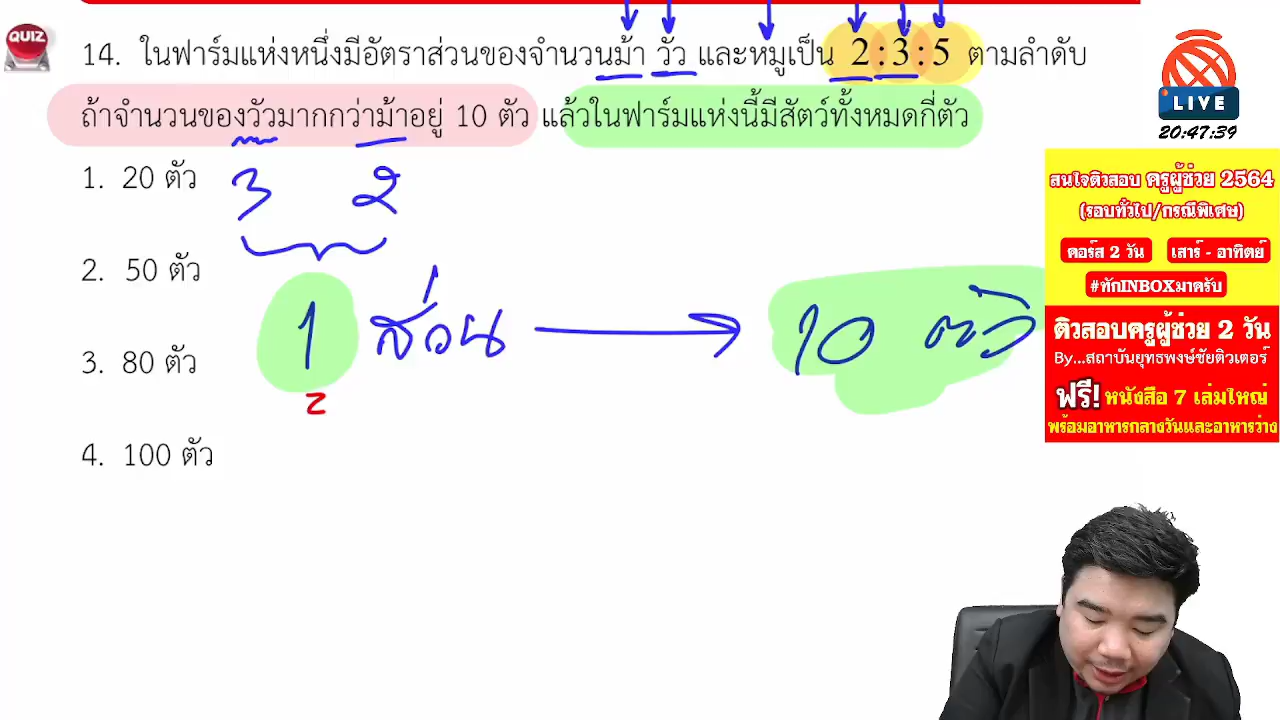 QUIZ
14. ในฟาร์มแห่งหนึ่งมีอัตราส่วนของจำนวนม้า วัว และหมูเป็น 2:3:5 ตามลำดับ
ถ้าจำนวนของวัวมากกว่าม้าอยู่ 10 ตัว แล้วในฟาร์มแห่งนี้มีสัตว์ทั้งหมดกี่ตัว
1. 20 ตัว
3 2
2. 50 ตัว
1 ส่วน 10 ตัว
3. 80 ตัว
2
4. 100 ตัว
LIVE
20:47:39
สนใจติวสอบ ครูผู้ช่วย 2564
(รอบทั่วไป/กรณีพิเศษ)
คอร์ส 2 วัน เสาร์ - อาทิตย์
#ทักINBOXมาครับ
ติวสอบครูผู้ช่วย 2 วัน
By...สถาบันยุทธพงษ์ชัยติวเตอร์
ฟรี! หนังสือ 7 เล่มใหญ่
พร้อมอาหารกลางวันและอาหารว่าง